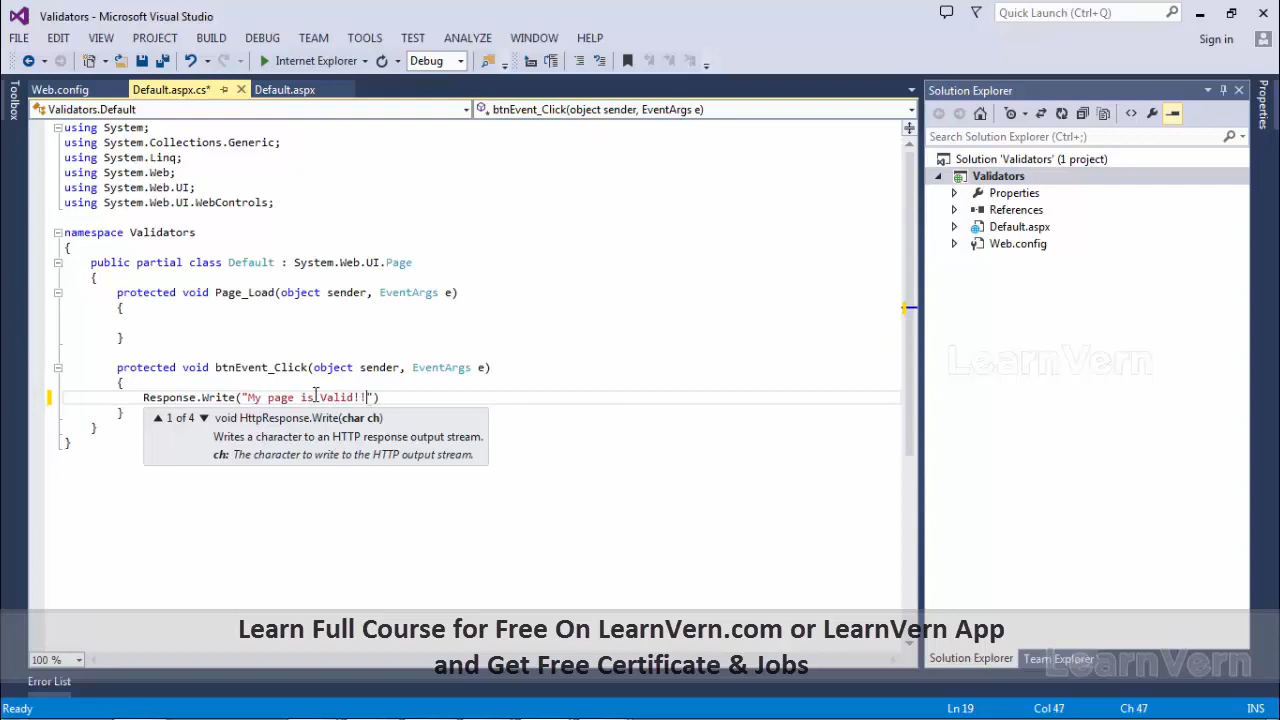 Validators - Microsoft Visual Studio
Quick Launch (Ctrl+Q)
FILE EDIT VIEW PROJECT BUILD DEBUG TEAM TOOLS TEST ANALYZE WINDOW HELP
Sign in
Internet Explorer
Debug
Toolbox
Web.config
Default.aspx.cs*
Default.aspx
Validators.Default
btnEvent_Click(object sender, EventArgs e)
using System;
using System.Collections.Generic;
using System.Linq;
using System.Web;
using System.Web.UI;
using System.Web.UI.WebControls;
namespace Validators
{
public partial class Default : System.Web.UI.Page
{
protected void Page_Load(object sender, EventArgs e)
{
}
protected void btnEvent_Click(object sender, EventArgs e)
{
Response.Write("My page is Valid!!")
}
}
}
1 of 4 void HttpResponse.Write(char ch)
Writes a character to an HTTP response output stream.
ch: The character to write to the HTTP output stream.
Solution Explorer
Search Solution Explorer (Ctrl+;)
Solution 'Validators' (1 project)
Validators
Properties
References
Default.aspx
Web.config
Properties
LearnVern
Learn Full Course for Free On LearnVern.com or LearnVern App
and Get Free Certificate & Jobs
100 %
Solution Explorer
Team Explorer
LearnVern
Error List
Ready
Ln 19
Col 47
Ch 47
INS